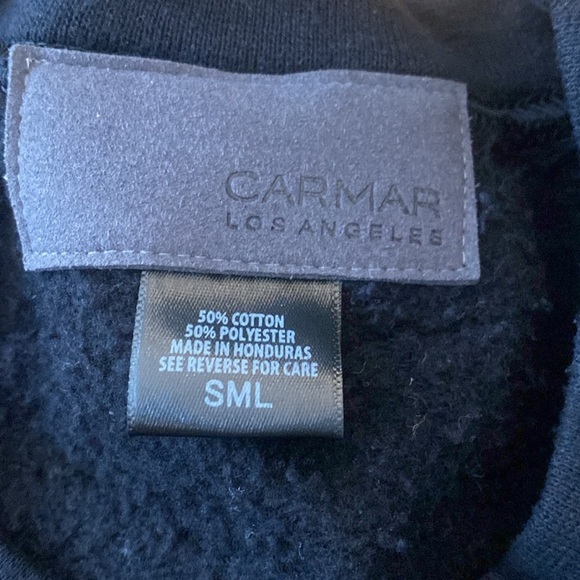 CARMAR
LOS ANGELES
50% COTTON
50% POLYESTER
MADE IN HONDURAS
SEE REVERSE FOR CARE
SML